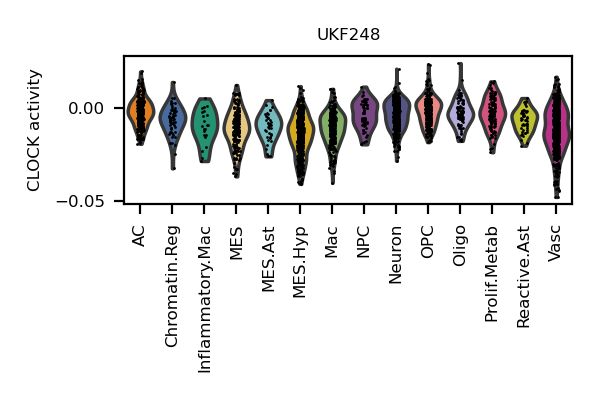 UKF248
CLOCK activity
0.00
−0.05
AC
Chromatin.Reg
Inflammatory.Mac
MES
MES.Ast
MES.Hyp
Mac
NPC
Neuron
OPC
Oligo
Prolif.Metab
Reactive.Ast
Vasc